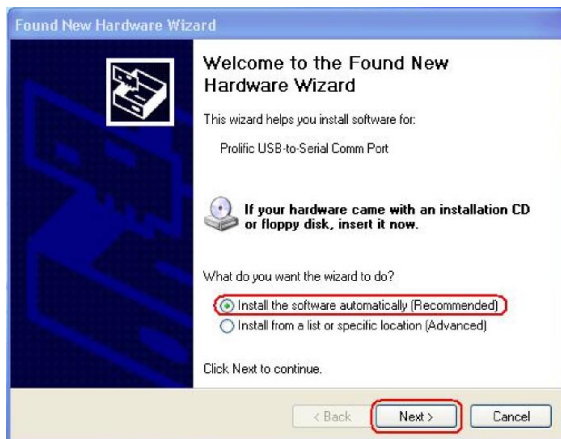 Found New Hardware Wizard
Welcome to the Found New
Hardware Wizard
This wizard helps you install software for:
Prolific USB-to-Serial Comm Port
If your hardware came with an installation CD
or floppy disk, insert it now.
What do you want the wizard to do?
Install the software automatically (Recommended)
Install from a list or specific location (Advanced)
Click Next to continue.
< Back Next > Cancel